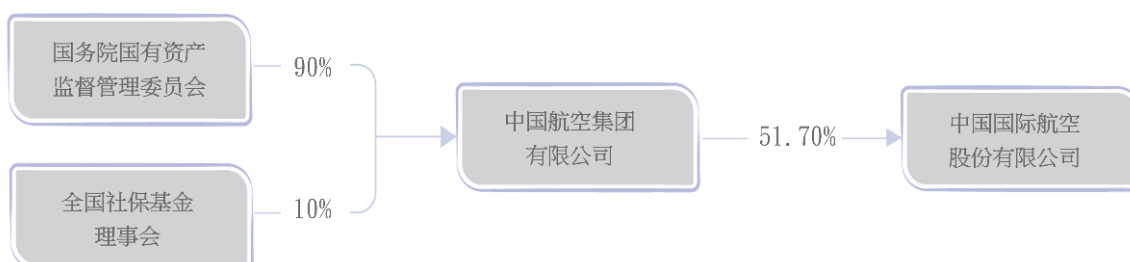 国务院国有资产
监督管理委员会
90%
全国社保基金
理事会
10%
中国航空集团
有限公司
51.70%
中国国际航空
股份有限公司